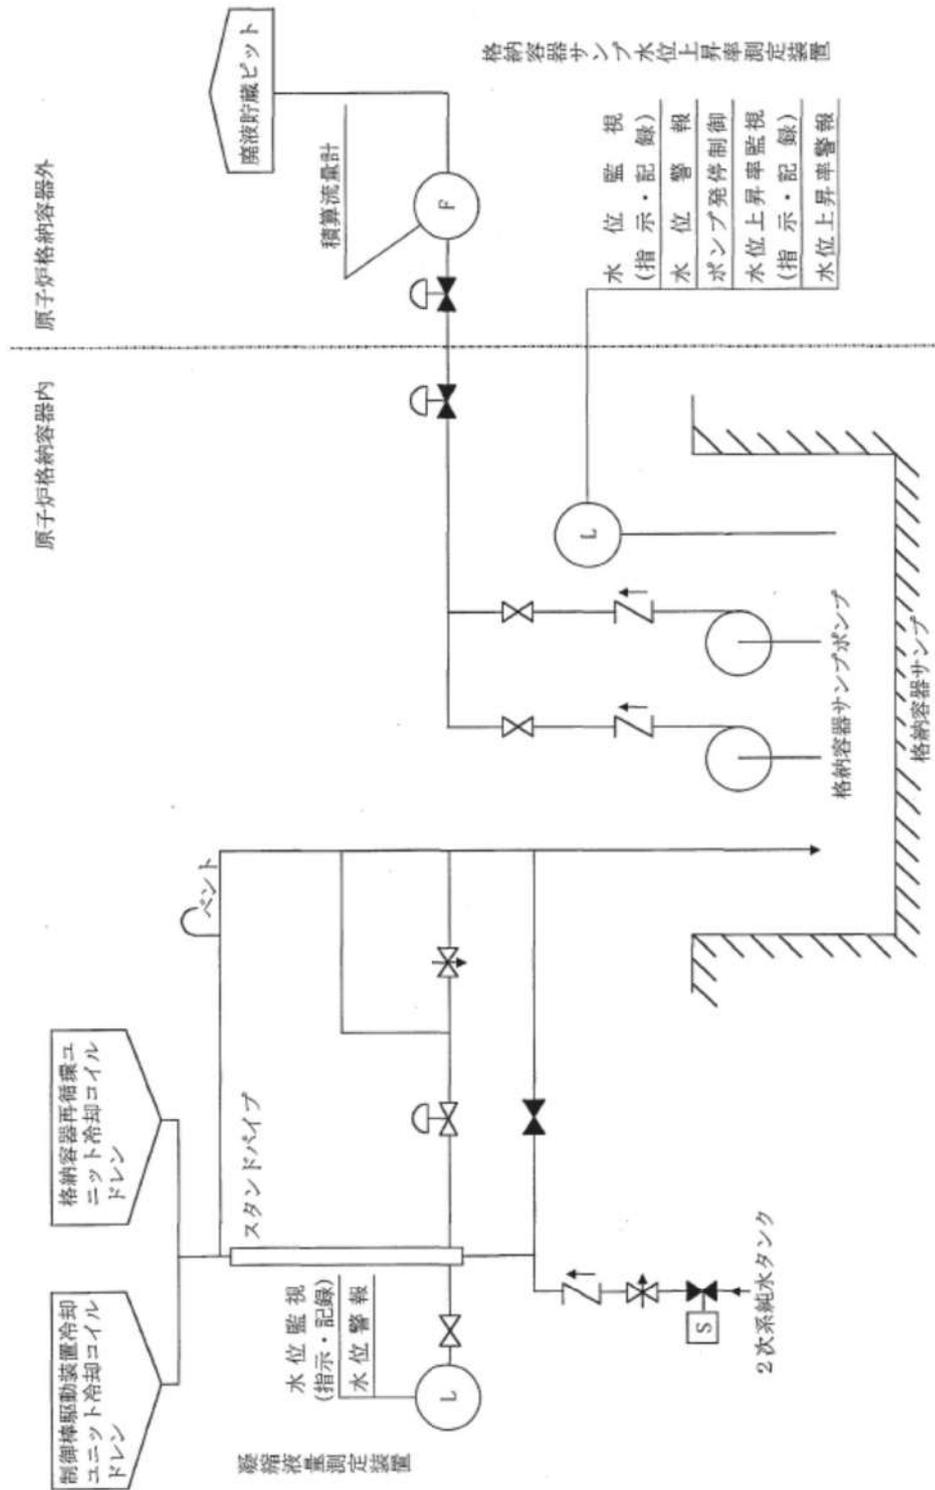 制御棒駆動装置冷却
ユニット冷却コイル
ドレン
格納容器再循環ユ
ニット冷却コイル
ドレン
原子炉格納容器内
原子炉格納容器外
廃液貯蔵ピット
ベント
積算流量計
F
スタンドパイプ
凝縮液量測定装置
水位監視
(指示・記録)
水位警報
L
S
2次系純水タンク
格納容器サンプポンプ
格納容器サンプ
L
格納容器サンプ水位上昇率測定装置
水位監視
(指示・記録)
水位警報
ポンプ発停制御
水位上昇率監視
(指示・記録)
水位上昇率警報